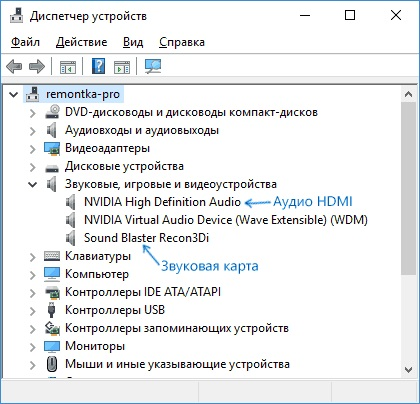 Диспетчер устройств
Файл Действие Вид Справка
remontka-pro
DVD-дисководы и дисководы компакт-дисков
Аудиовходы и аудиовыходы
Видеоадаптеры
Дисковые устройства
Звуковые, игровые и видеоустройства
NVIDIA High Definition Audio Аудио HDMI
NVIDIA Virtual Audio Device (Wave Extensible) (WDM)
Sound Blaster Recon3Di
Звуковая карта
Клавиатуры
Компьютер
Контроллеры IDE ATA/ATAPI
Контроллеры USB
Контроллеры запоминающих устройств
Мониторы
Мыши и иные указывающие устройства